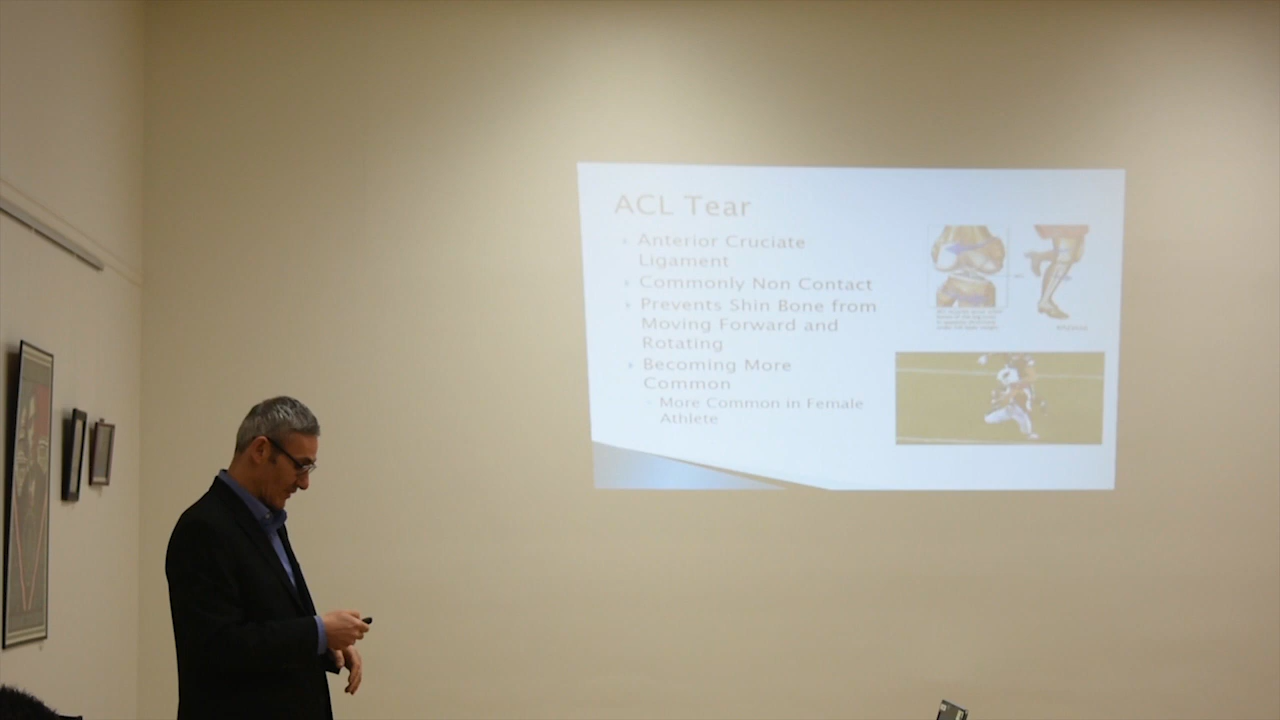 ACL Tear
Anterior Cruciate
Ligament
Commonly Non Contact
Prevents Shin Bone from
Moving Forward and
Rotating
Becoming More
Common
More Common in Female
Athlete